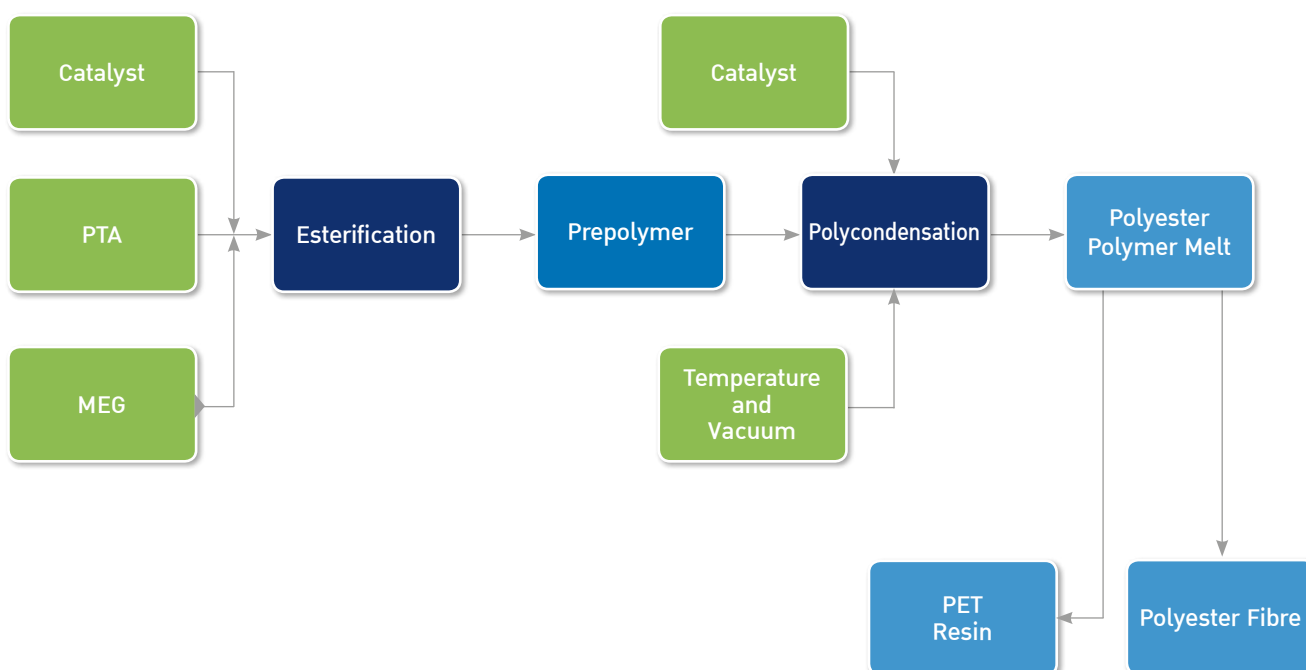 Catalyst
Catalyst
PTA
Esterification
Prepolymer
Polycondensation
Polyester
Polymer Melt
MEG
Temperature
and
Vacuum
PET
Resin
Polyester Fibre